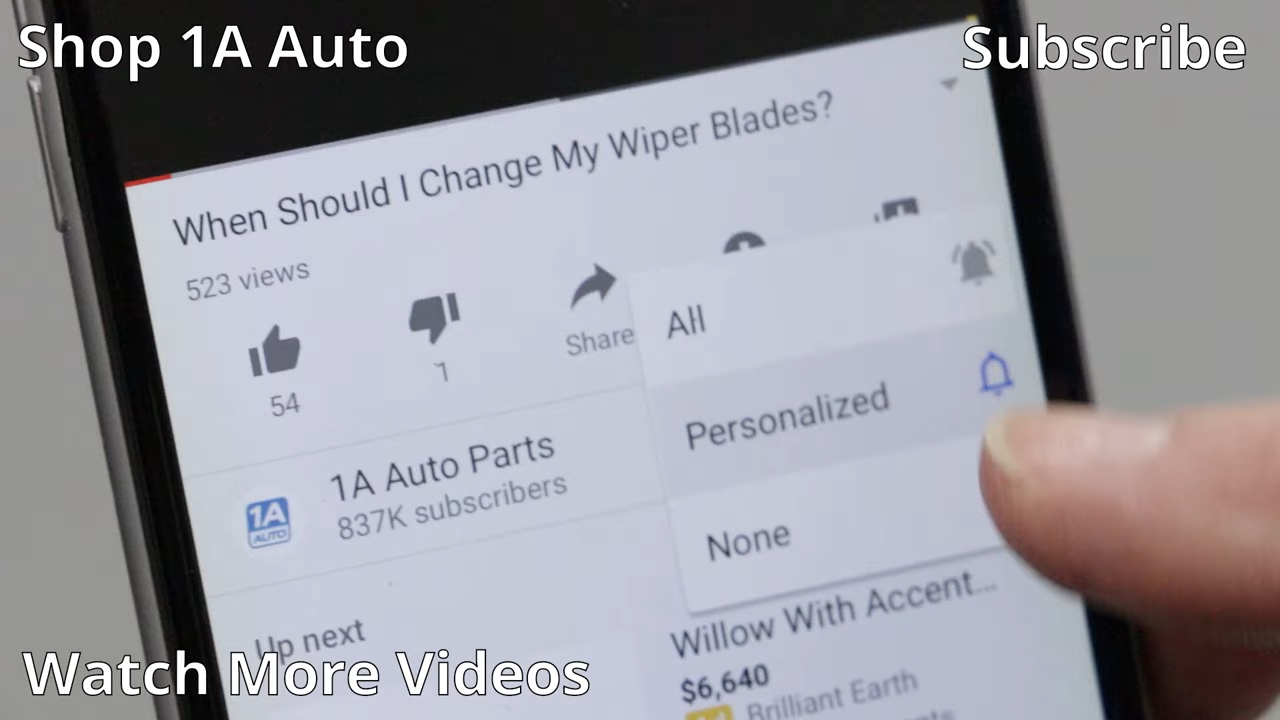 Shop 1A Auto
Subscribe
When Should I Change My Wiper Blades?
523 views
54
1
Share
All
Personalized
None
1A Auto Parts
837K subscribers
1A
AUTO
Up next
Willow With Accent...
$6,640
Brilliant Earth
Watch More Videos